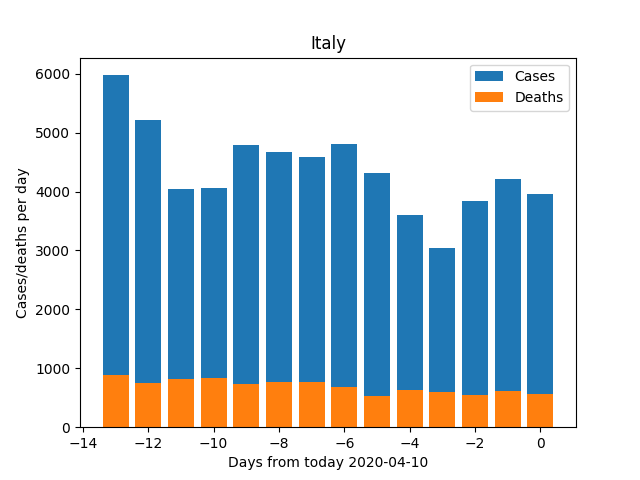 Italy
Cases
Deaths
Cases/deaths per day
6000
5000
4000
3000
2000
1000
0
−14 −12 −10 −8 −6 −4 −2 0
Days from today 2020-04-10